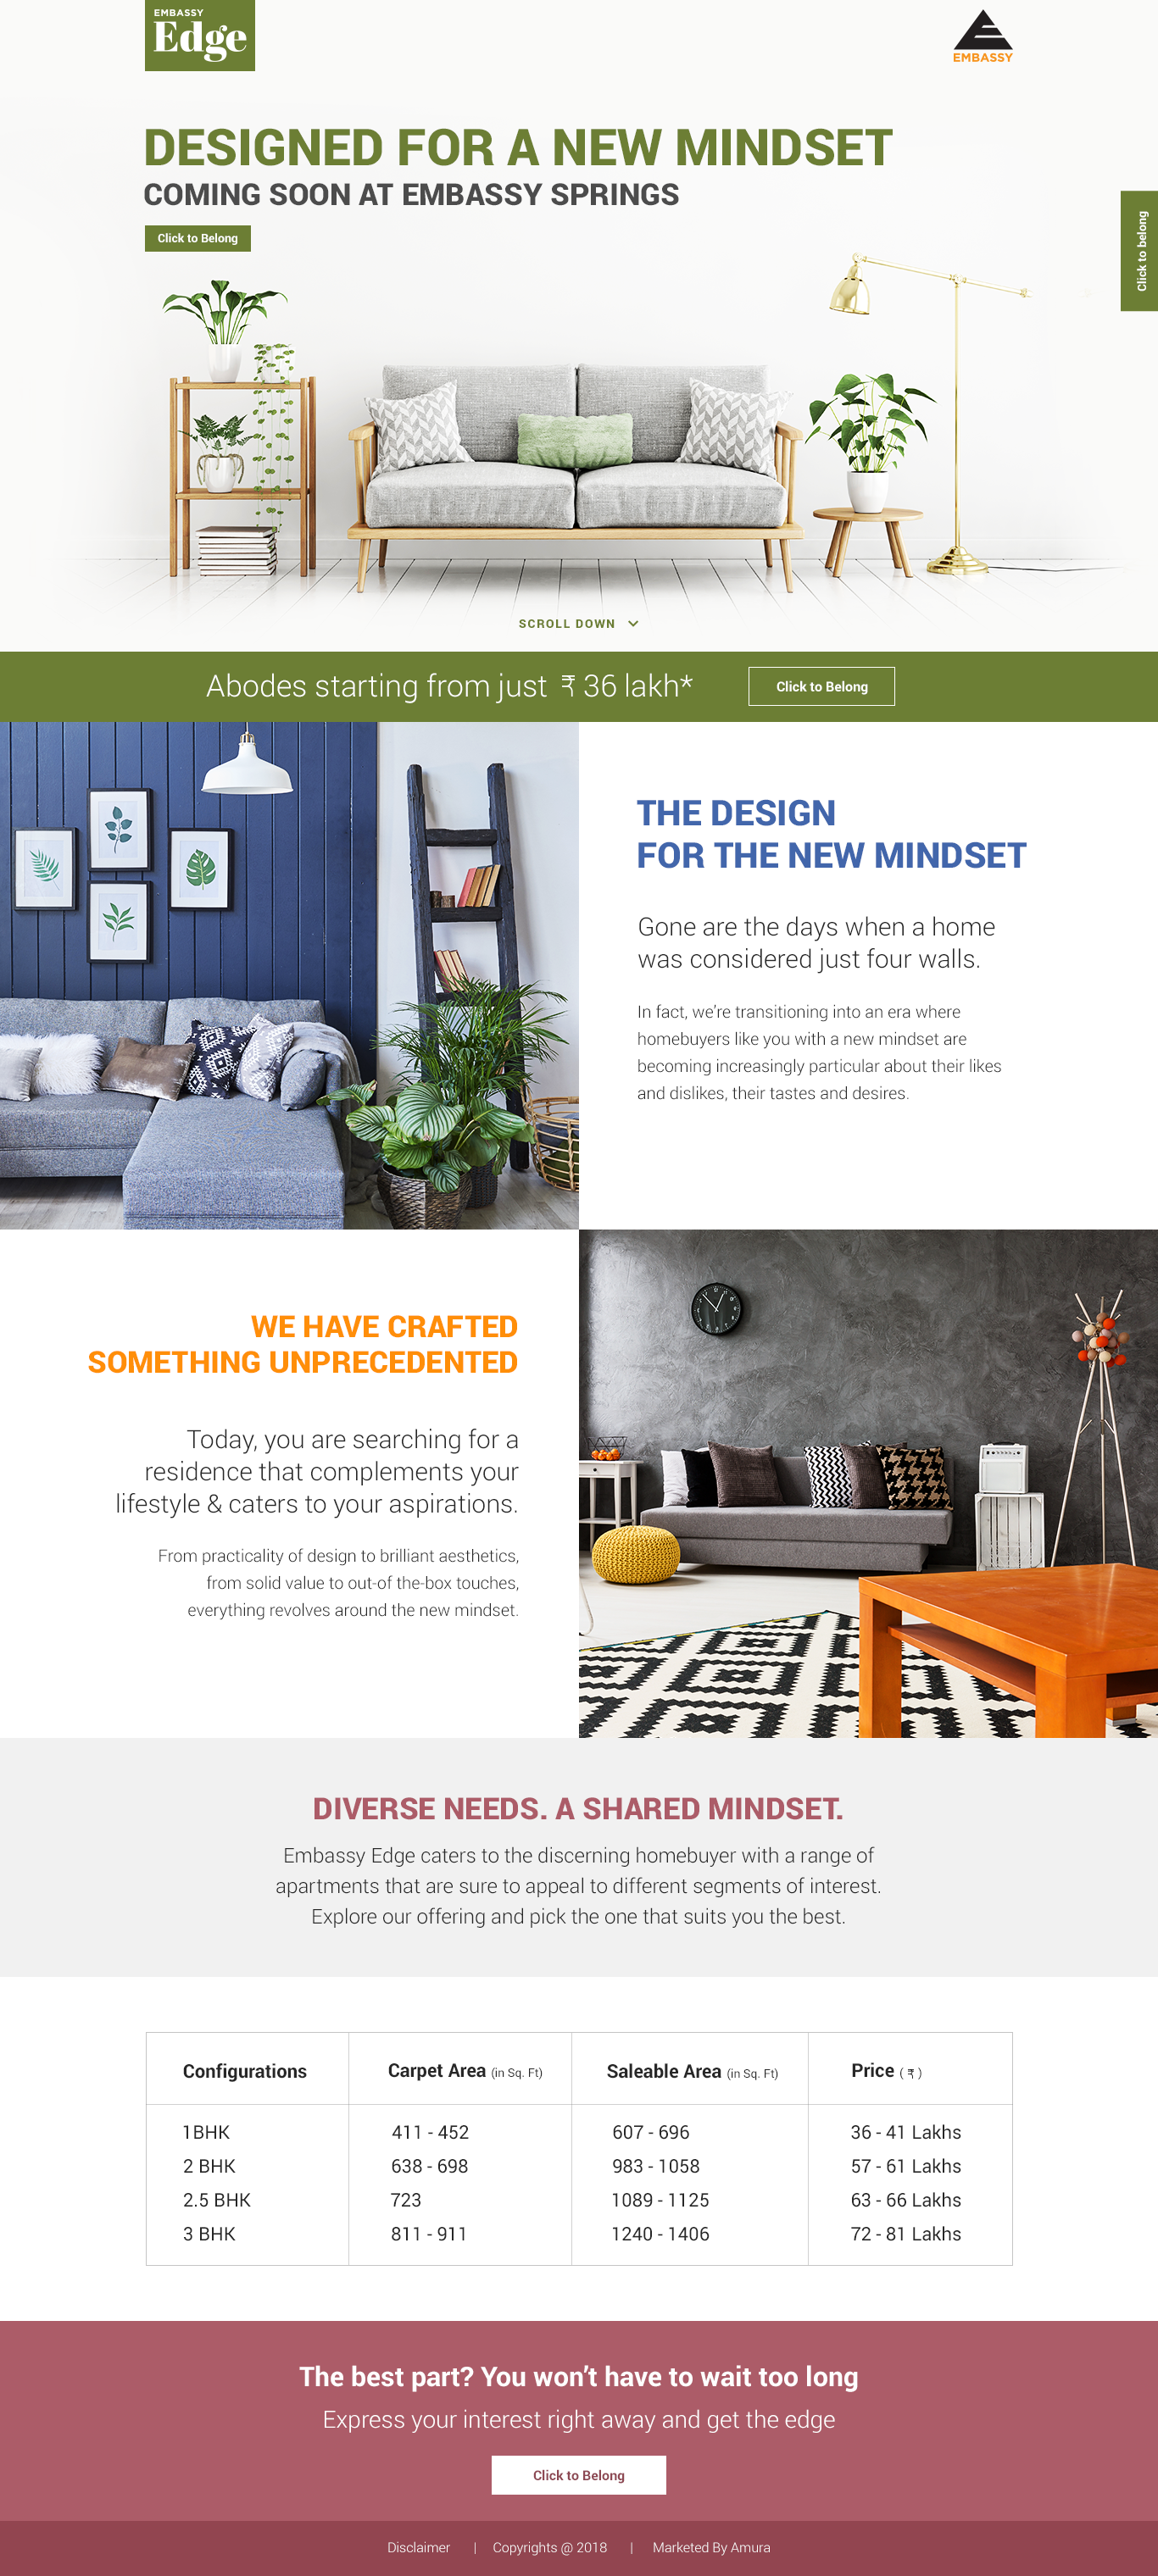 EMBASSY
Edge
EMBASSY
DESIGNED FOR A NEW MINDSET
COMING SOON AT EMBASSY SPRINGS
Click to Belong
Click to belong
SCROLL DOWN
Abodes starting from just ₹ 36 lakh*
Click to Belong
THE DESIGN
FOR THE NEW MINDSET
Gone are the days when a home
was considered just four walls.
In fact, we’re transitioning into an era where
homebuyers like you with a new mindset are
becoming increasingly particular about their likes
and dislikes, their tastes and desires.
WE HAVE CRAFTED
SOMETHING UNPRECEDENTED
Today, you are searching for a
residence that complements your
lifestyle & caters to your aspirations.
From practicality of design to brilliant aesthetics,
from solid value to out-of the-box touches,
everything revolves around the new mindset.
DIVERSE NEEDS. A SHARED MINDSET.
Embassy Edge caters to the discerning homebuyer with a range of
apartments that are sure to appeal to different segments of interest.
Explore our offering and pick the one that suits you the best.
Configurations Carpet Area (in Sq. Ft) Saleable Area (in Sq. Ft) Price ( ₹ )
1BHK 411 - 452 607 - 696 36 - 41 Lakhs
2 BHK 638 - 698 983 - 1058 57 - 61 Lakhs
2.5 BHK 723 1089 - 1125 63 - 66 Lakhs
3 BHK 811 - 911 1240 - 1406 72 - 81 Lakhs
The best part? You won’t have to wait too long
Express your interest right away and get the edge
Click to Belong
Disclaimer | Copyrights @ 2018 | Marketed By Amura